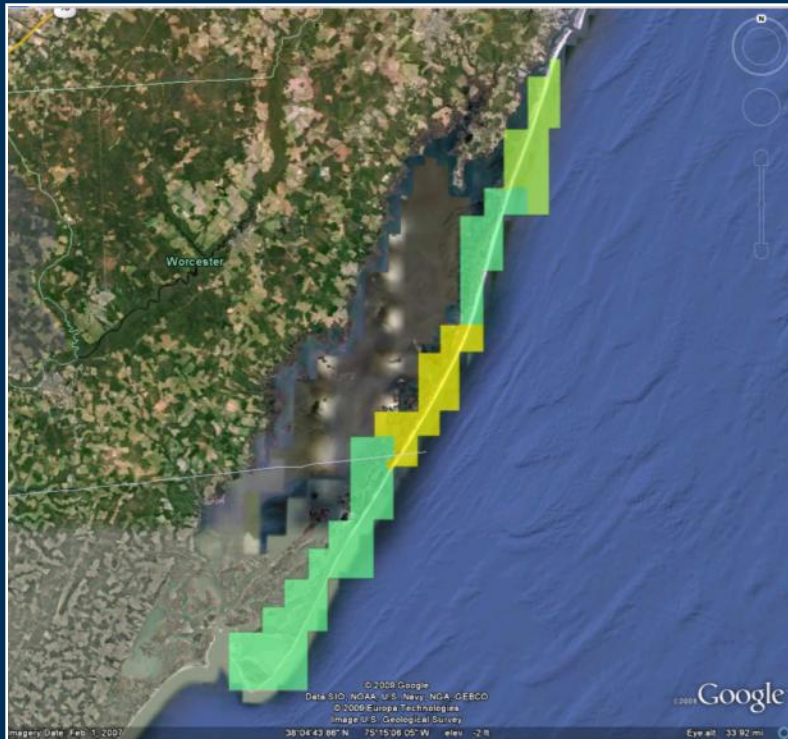 N
Worcester
© 2009 Google
Data SIO, NOAA, U.S. Navy, NGA, GEBCO
© 2009 Europa Technologies
Image U.S. Geological Survey
©2009 Google
Imagery Date: Feb 1, 2007
38°04'43.86" N 75°15'06.05" W elev -2 ft
Eye alt 33.92 mi